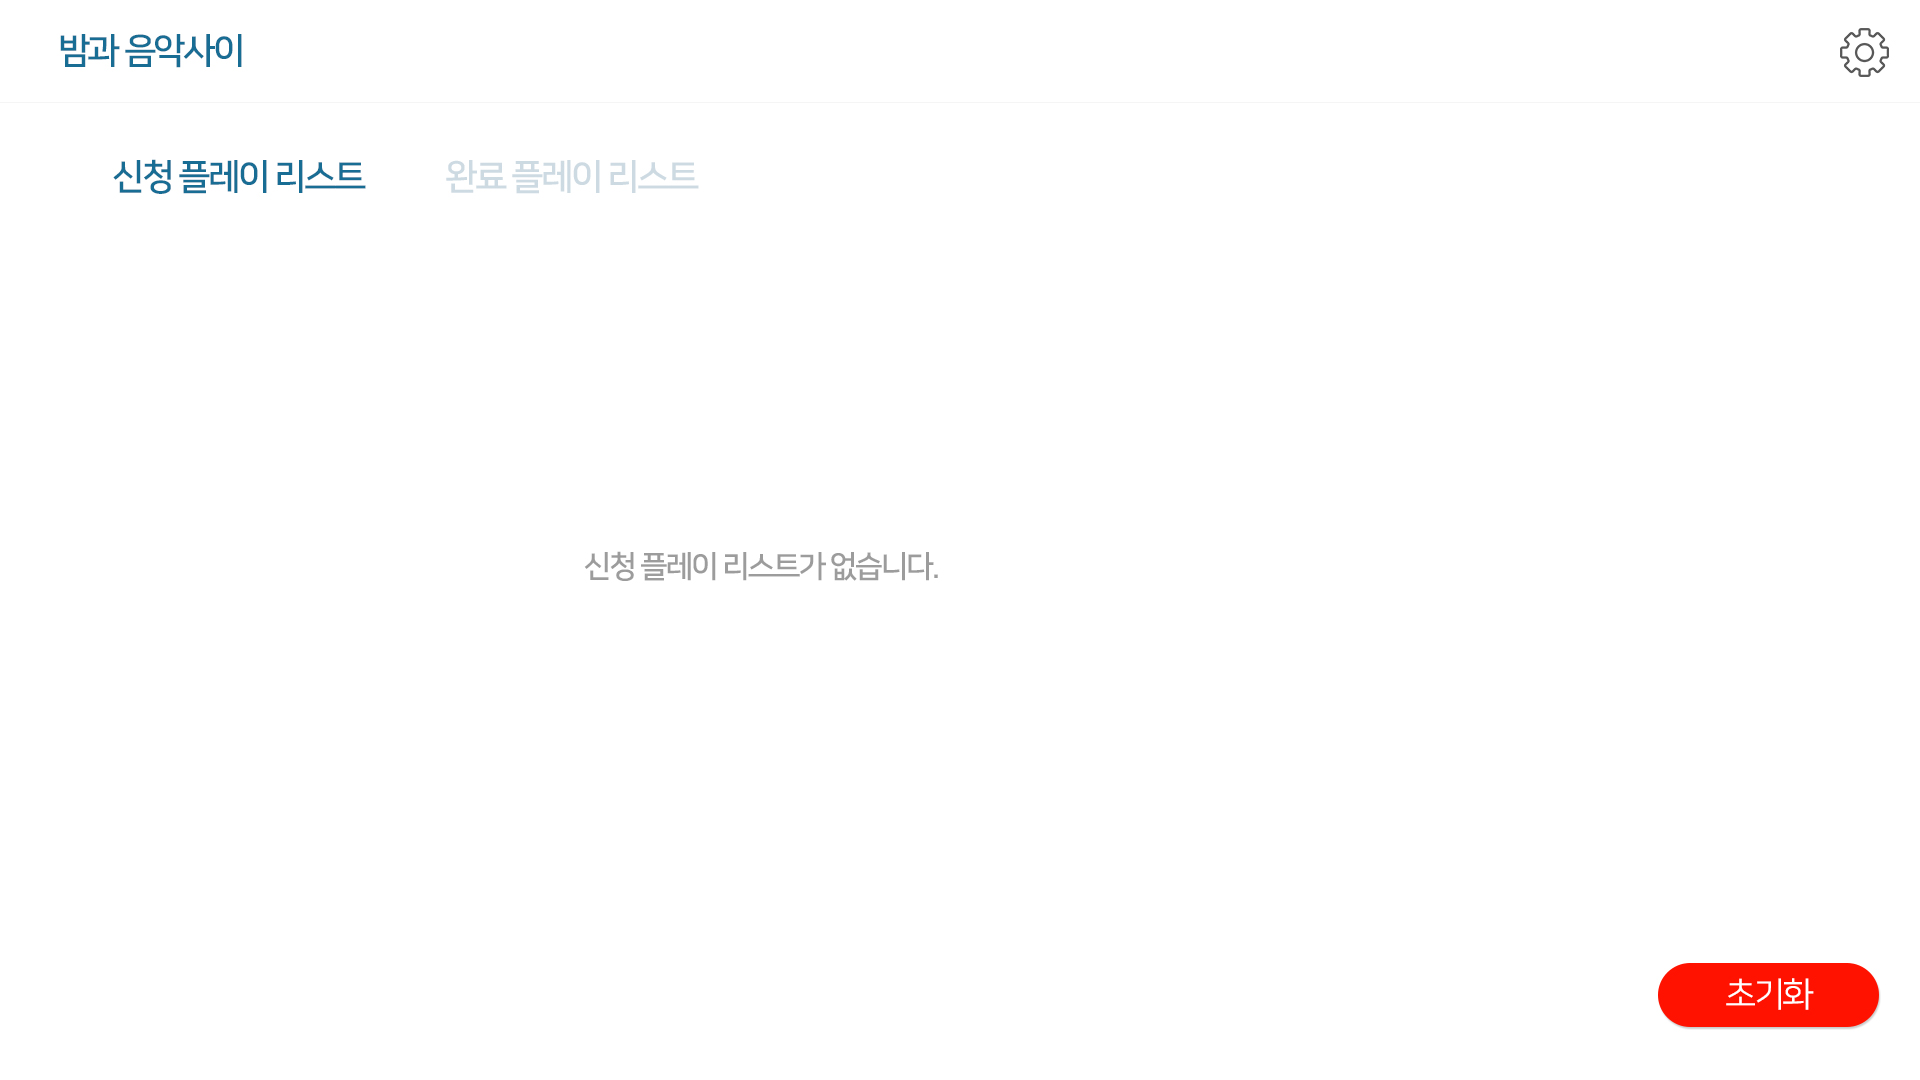 밤과 음악사이
신청 플레이 리스트 완료 플레이 리스트
신청 플레이 리스트가 없습니다.
초기화